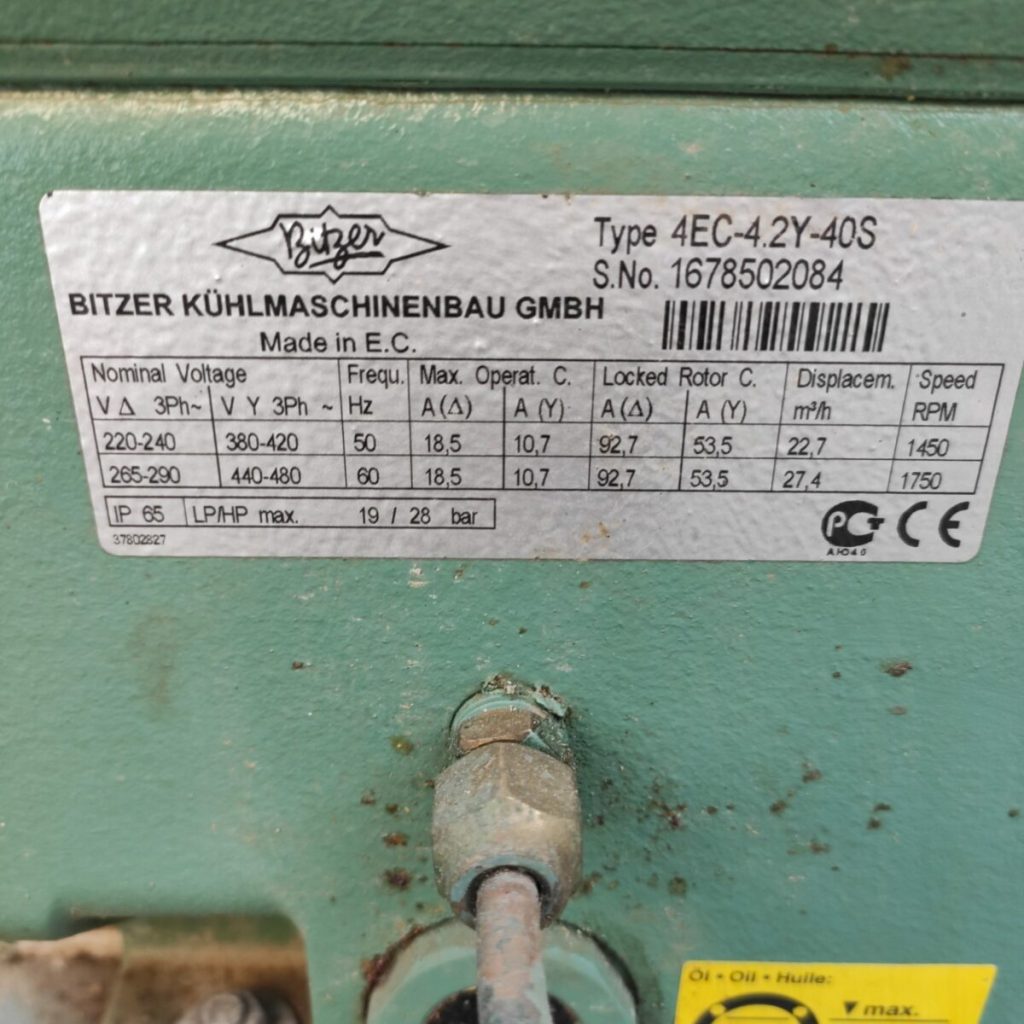 Bitzer
Type 4EC-4.2Y-40S
S.No. 1678502084
BITZER KÜHLMASCHINENBAU GMBH
Made in E.C.
Nominal Voltage Frequ. Max. Operat. C. Locked Rotor C. Displacem. Speed
V Δ 3Ph~ V Y 3Ph ~ Hz A (Δ) A (Y) A (Δ) A (Y) m³/h RPM
220-240 380-420 50 18,5 10,7 92,7 53,5 22,7 1450
265-290 440-480 60 18,5 10,7 92,7 53,5 27,4 1750
IP 65 LP/HP max. 19 / 28 bar
37802827
PCT CE
Öl • Oil • Huile:
▼ max.